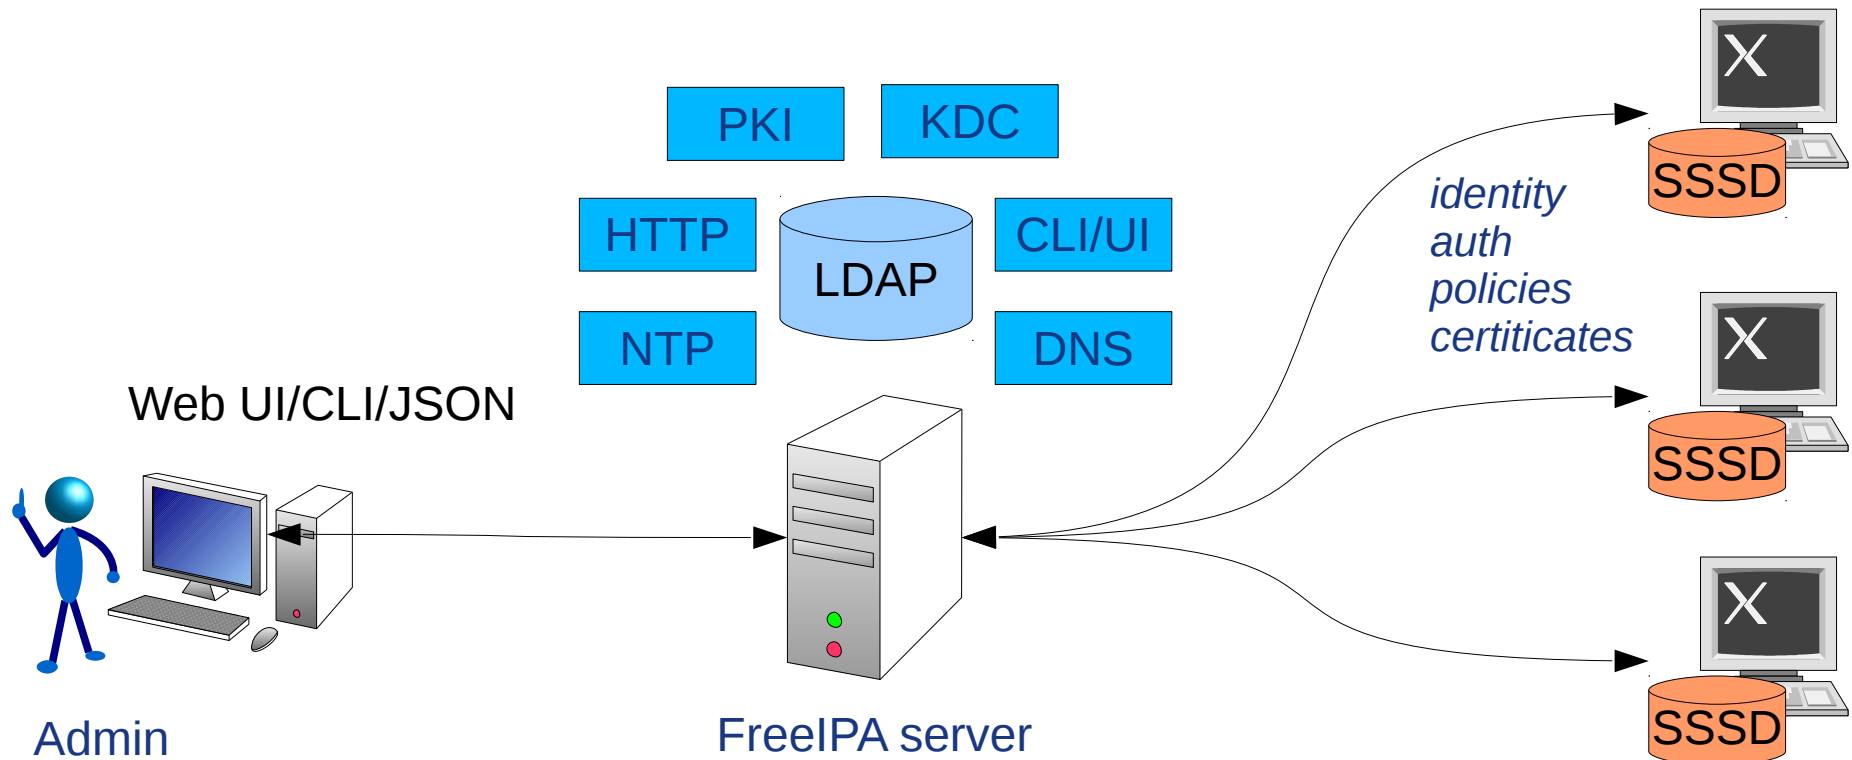 PKI
KDC
HTTP
LDAP
CLI/UI
NTP
DNS
Web UI/CLI/JSON
identity
auth
policies
certiticates
X
SSSD
X
SSSD
X
SSSD
Admin
FreeIPA server